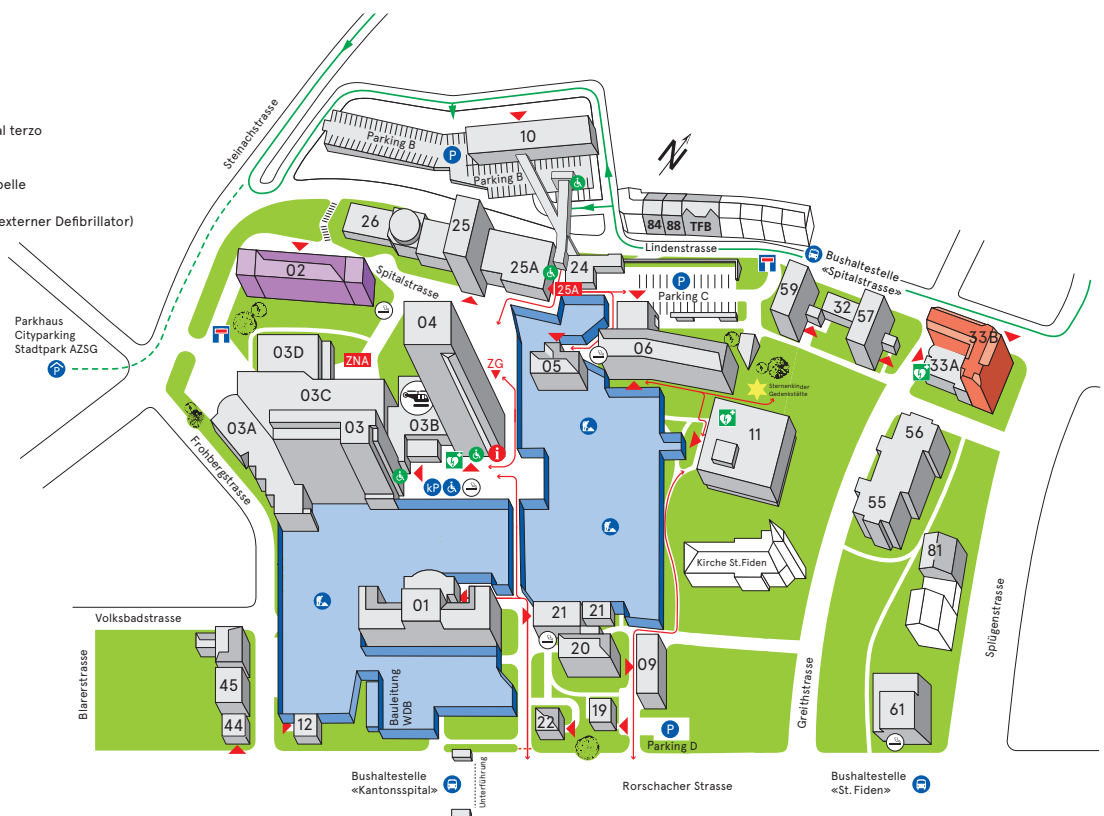 al terzo
pelle
externer Defibrillator)
Steinachstrasse
Parking B
P
10
Parking B
N
84 88 TFB
Lindenstrasse
Bushaltestelle
«Spitalstrasse»
26
25
25A
24
25A
P
Parking C
59
32
57
33B
33A
02
Spitalstrasse
04
Parkhaus
Cityparking
Stadtpark AZSG
P
03D
ZNA
ZG
03C
03A
03
03B
05
06
Sternenkinder
Gedenkstätte
11
56
55
Frohbergstrasse
i
kP
Kirche St.Fiden
81
01
21
21
20
09
Volksbadstrasse
Blarerstrasse
45
44
12
Bauleitung
WDB
22
19
P
Parking D
Greithstrasse
61
Splügenstrasse
Bushaltestelle
«Kantonsspital»
Unterführung
Rorschacher Strasse
Bushaltestelle
«St. Fiden»